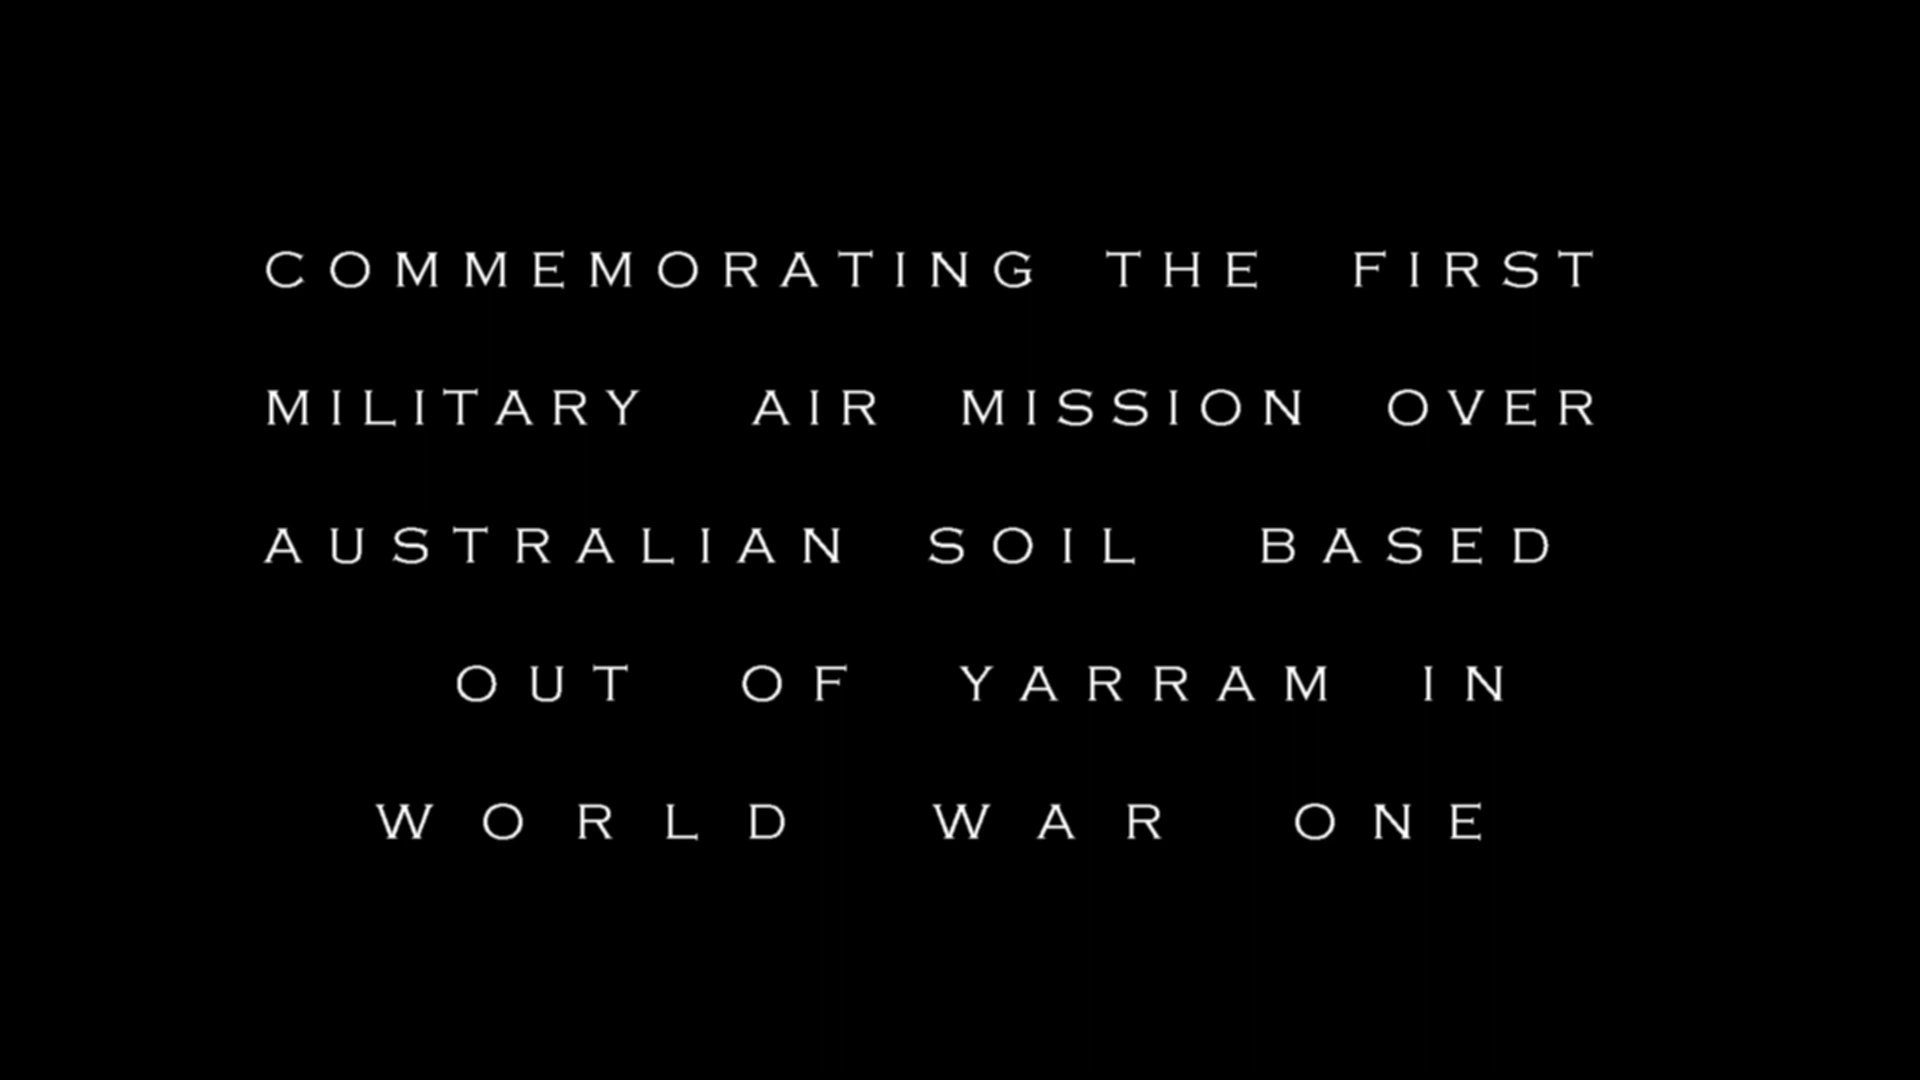 COMMEMORATING THE FIRST
MILITARY AIR MISSION OVER
AUSTRALIAN SOIL BASED
OUT OF YARRAM IN
WORLD WAR ONE